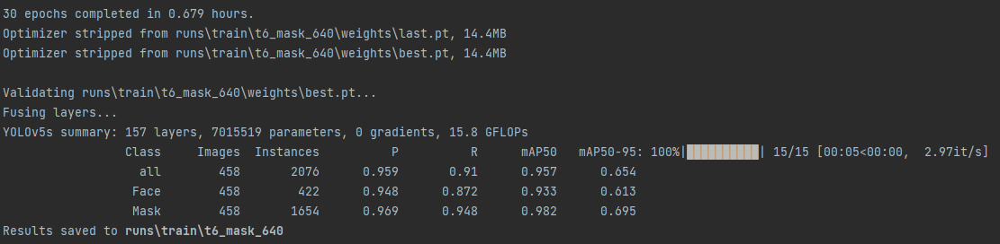 30 epochs completed in 0.679 hours.
Optimizer stripped from runs\train\t6_mask_640\weights\last.pt, 14.4MB
Optimizer stripped from runs\train\t6_mask_640\weights\best.pt, 14.4MB
Validating runs\train\t6_mask_640\weights\best.pt...
Fusing layers...
YOLOv5s summary: 157 layers, 7015519 parameters, 0 gradients, 15.8 GFLOPs
Class Images Instances P R mAP50 mAP50-95: 100%|██████████| 15/15 [00:05<00:00, 2.97it/s]
all 458 2076 0.959 0.91 0.957 0.654
Face 458 422 0.948 0.872 0.933 0.613
Mask 458 1654 0.969 0.948 0.982 0.695
Results saved to runs\train\t6_mask_640